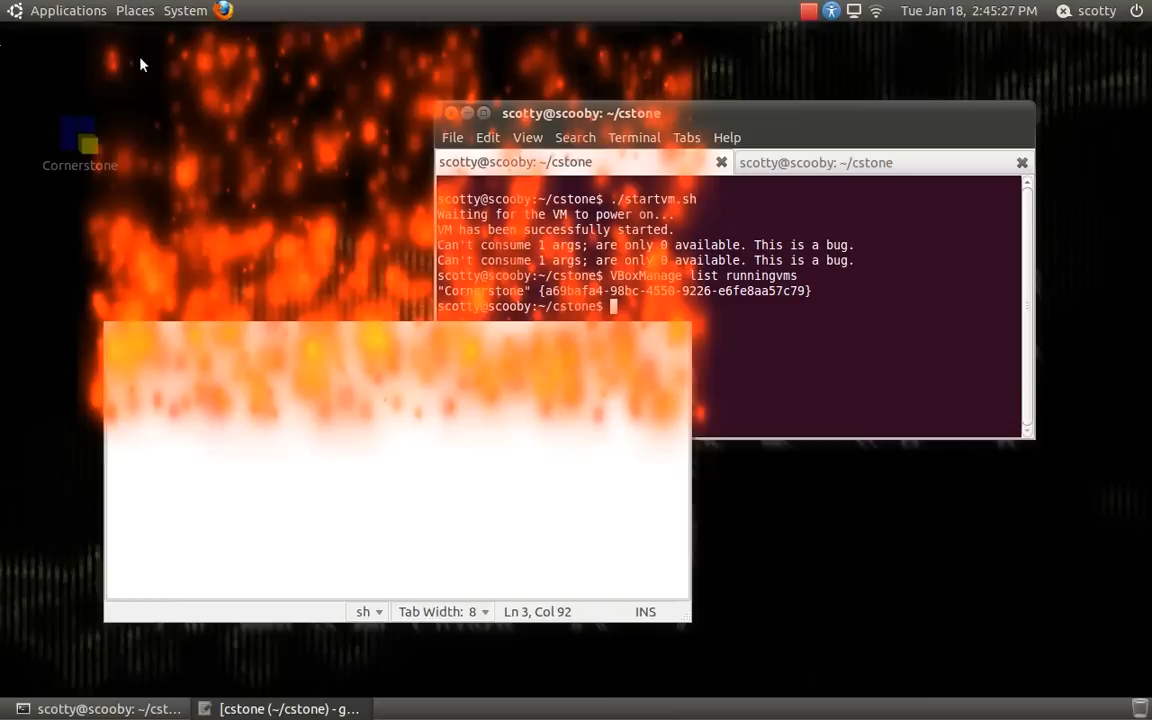 Applications Places System
Tue Jan 18, 2:45:27 PM scotty
Cornerstone
scotty@scooby: ~/cstone
File Edit View Search Terminal Tabs Help
scotty@scooby: ~/cstone
scotty@scooby: ~/cstone
scotty@scooby:~/cstone$ ./startvm.sh
Waiting for the VM to power on...
VM has been successfully started.
Can't consume 1 args; are only 0 available. This is a bug.
Can't consume 1 args; are only 0 available. This is a bug.
scotty@scooby:~/cstone$ VBoxManage list runningvms
"Cornerstone" {a69bafa4-98bc-4550-9226-e6fe8aa57c79}
scotty@scooby:~/cstone$
sh Tab Width: 8 Ln 3, Col 92 INS
scotty@scooby: ~/cst... [cstone (~/cstone) - g...